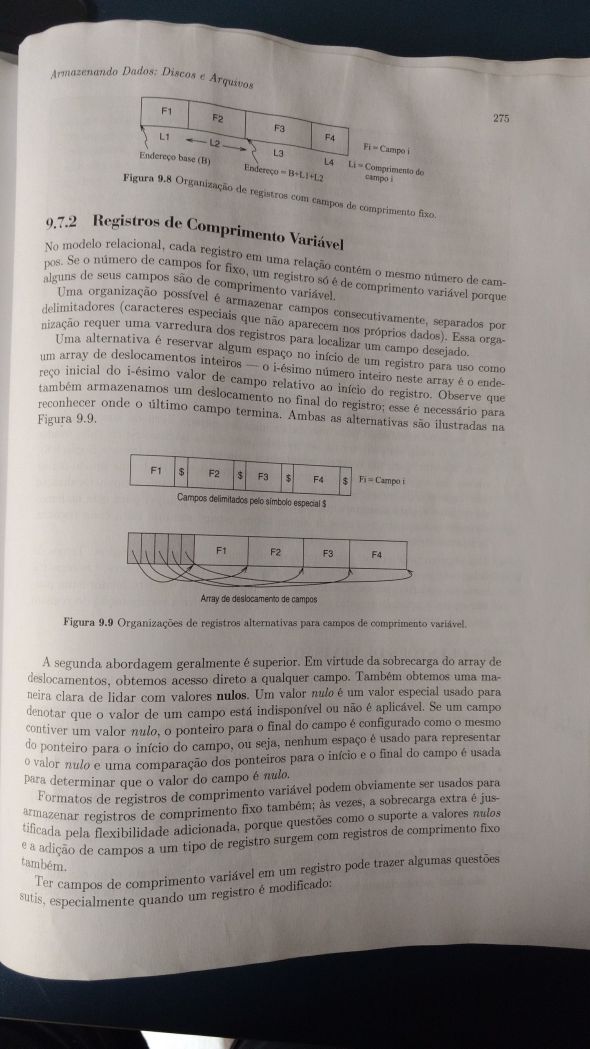 Armazenando Dados: Discos e Arquivos
275
F1 F2 F3 F4
Fi = Campo i
L1 L2 L3 L4
Li = Comprimento do
campo i
Endereço base (B)
Endereço = B+L1+L2
Figura 9.8 Organização de registros com campos de comprimento fixo.
9.7.2 Registros de Comprimento Variável
No modelo relacional, cada registro em uma relação contém o mesmo número de cam-
pos. Se o número de campos for fixo, um registro só é de comprimento variável porque
alguns de seus campos são de comprimento variável.
Uma organização possível é armazenar campos consecutivamente, separados por
delimitadores (caracteres especiais que não aparecem nos próprios dados). Essa orga-
nização requer uma varredura dos registros para localizar um campo desejado.
Uma alternativa é reservar algum espaço no início de um registro para uso como
um array de deslocamentos inteiros — o i-ésimo número inteiro neste array é o ende-
reço inicial do i-ésimo valor de campo relativo ao início do registro. Observe que
também armazenamos um deslocamento no final do registro; esse é necessário para
reconhecer onde o último campo termina. Ambas as alternativas são ilustradas na
Figura 9.9.
F1 $ F2 $ F3 $ F4 $ Fi = Campo i
Campos delimitados pelo símbolo especial $
F1 F2 F3 F4
Array de deslocamento de campos
Figura 9.9 Organizações de registros alternativas para campos de comprimento variável.
A segunda abordagem geralmente é superior. Em virtude da sobrecarga do array de
deslocamentos, obtemos acesso direto a qualquer campo. Também obtemos uma ma-
neira clara de lidar com valores nulos. Um valor nulo é um valor especial usado para
denotar que o valor de um campo está indisponível ou não é aplicável. Se um campo
contiver um valor nulo, o ponteiro para o final do campo é configurado como o mesmo
do ponteiro para o início do campo, ou seja, nenhum espaço é usado para representar
o valor nulo e uma comparação dos ponteiros para o início e o final do campo é usada
para determinar que o valor do campo é nulo.
Formatos de registros de comprimento variável podem obviamente ser usados para
armazenar registros de comprimento fixo também; às vezes, a sobrecarga extra é jus-
tificada pela flexibilidade adicionada, porque questões como o suporte a valores nulos
e a adição de campos a um tipo de registro surgem com registros de comprimento fixo
também.
Ter campos de comprimento variável em um registro pode trazer algumas questões
sutis, especialmente quando um registro é modificado: